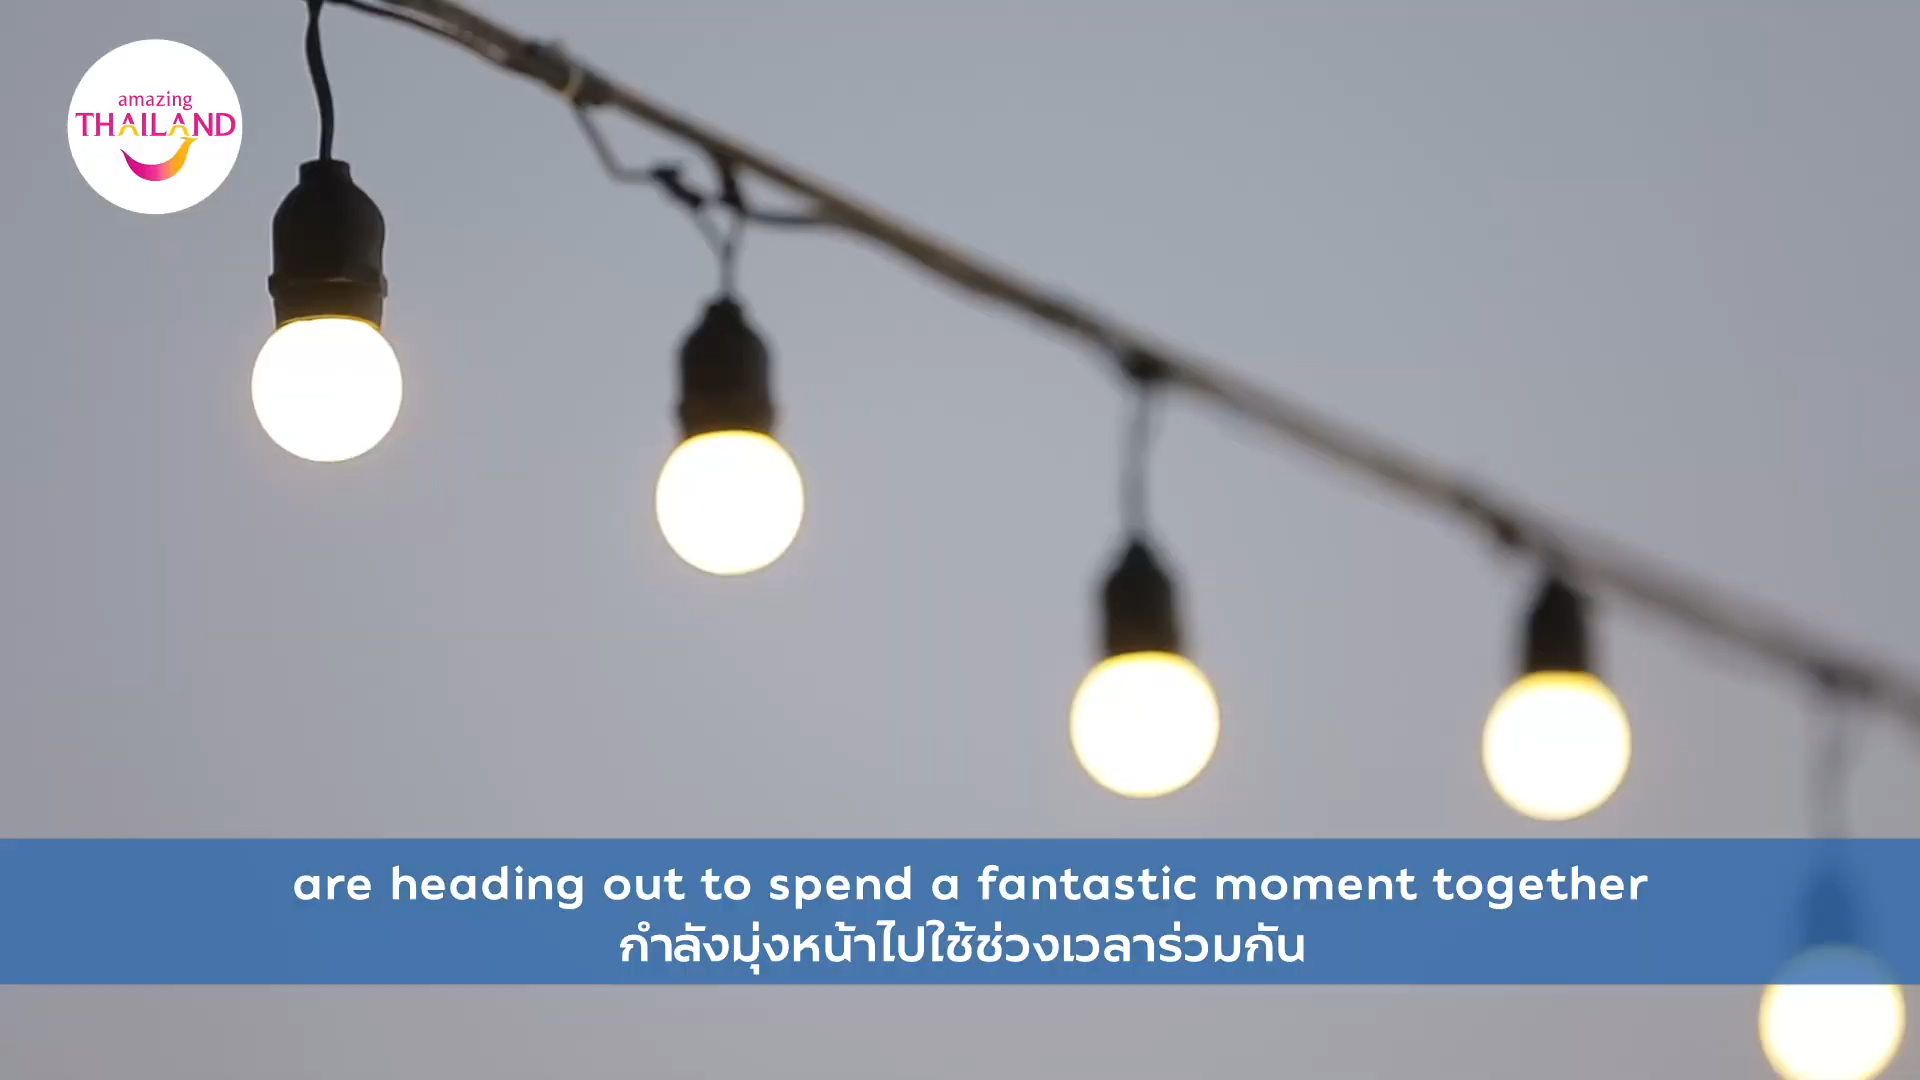 amazing
THAILAND
are heading out to spend a fantastic moment together
กำลังมุ่งหน้าไปใช้ช่วงเวลาร่วมกัน